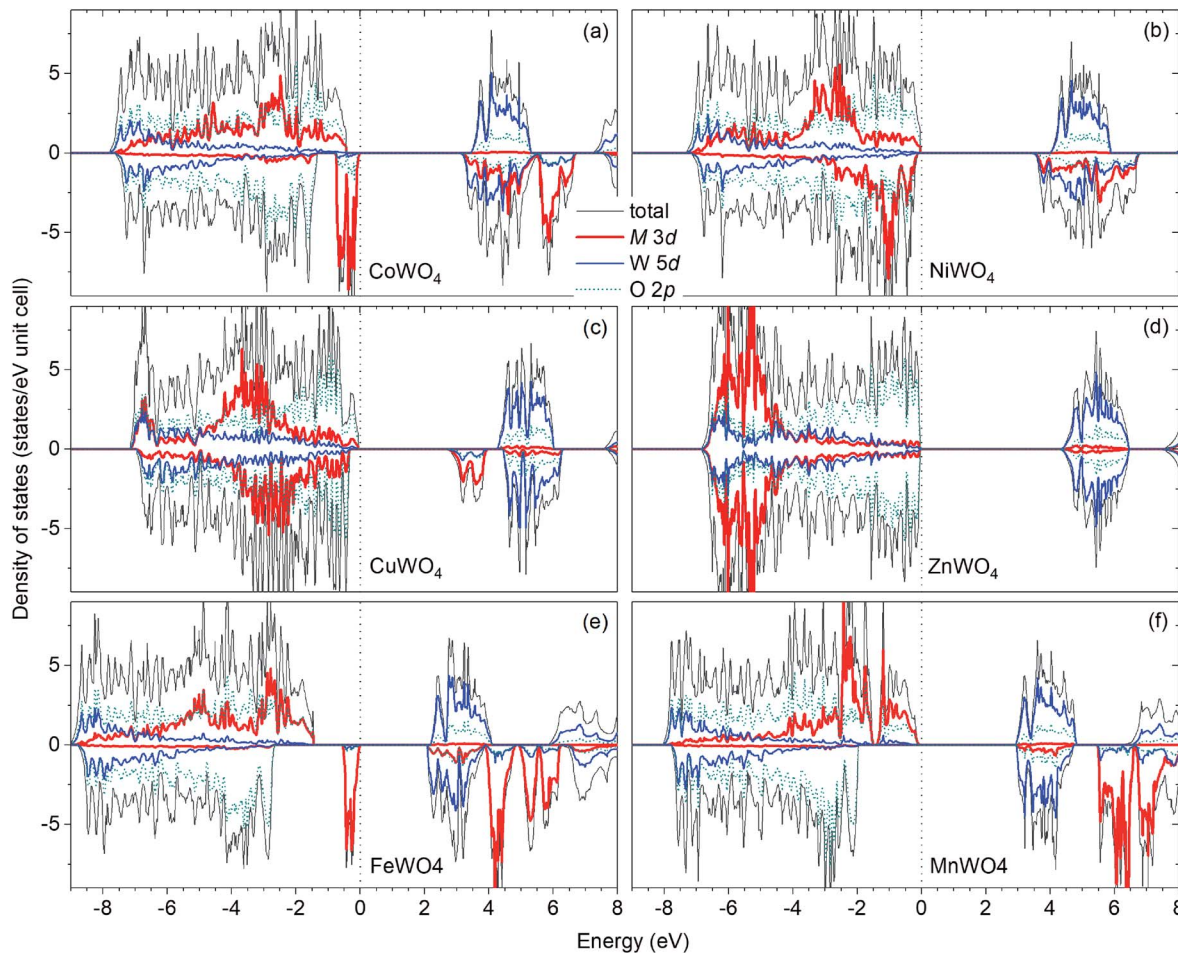 (a)
5
0
-5
CoWO4
(b)
NiWO4
total
M 3d
W 5d
O 2p
Density of states (states/eV unit cell)
(c)
5
0
-5
CuWO4
(d)
ZnWO4
(e)
5
0
-5
FeWO4
(f)
MnWO4
-8 -6 -4 -2 0 2 4 6 8
-8 -6 -4 -2 0 2 4 6 8
Energy (eV)